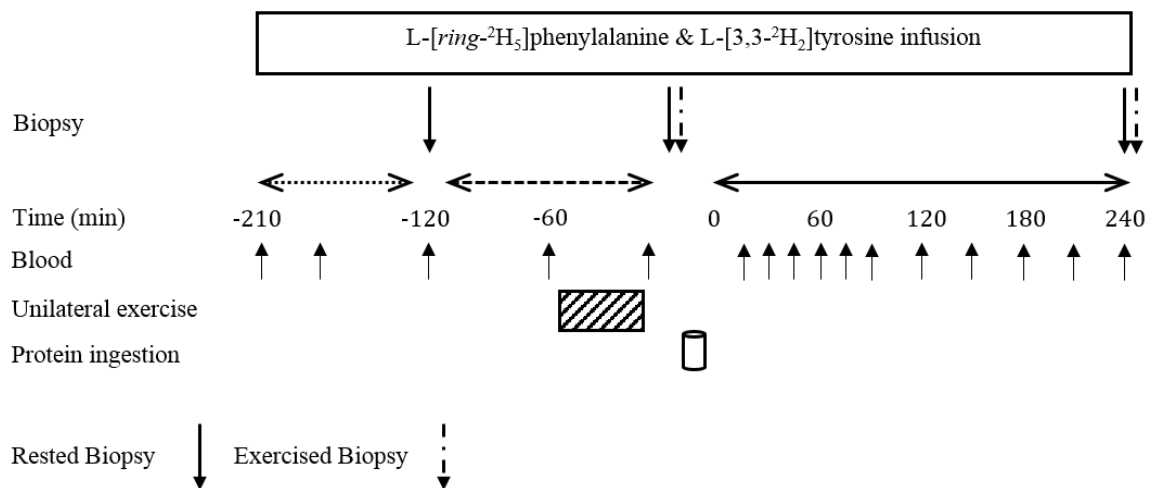 L-[ring-²H₅]phenylalanine & L-[3,3-²H₂]tyrosine infusion
Biopsy
Time (min) -210 -120 -60 0 60 120 180 240
Blood
Unilateral exercise
Protein ingestion
Rested Biopsy Exercised Biopsy